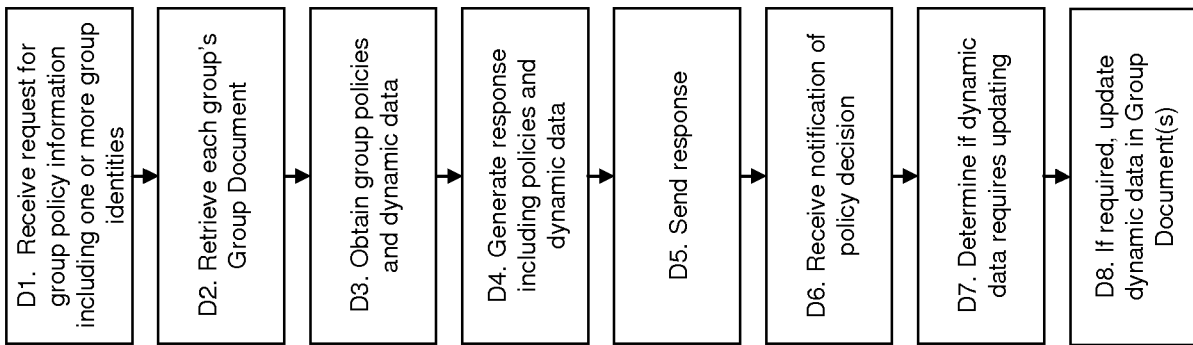 D1. Receive request for
group policy information
including one or more group
identities
D2. Retrieve each group's
Group Document
D3. Obtain group policies
and dynamic data
D4. Generate response
including policies and
dynamic data
D5. Send response
D6. Receive notification of
policy decision
D7. Determine if dynamic
data requires updating
D8. If required, update
dynamic data in Group
Document(s)